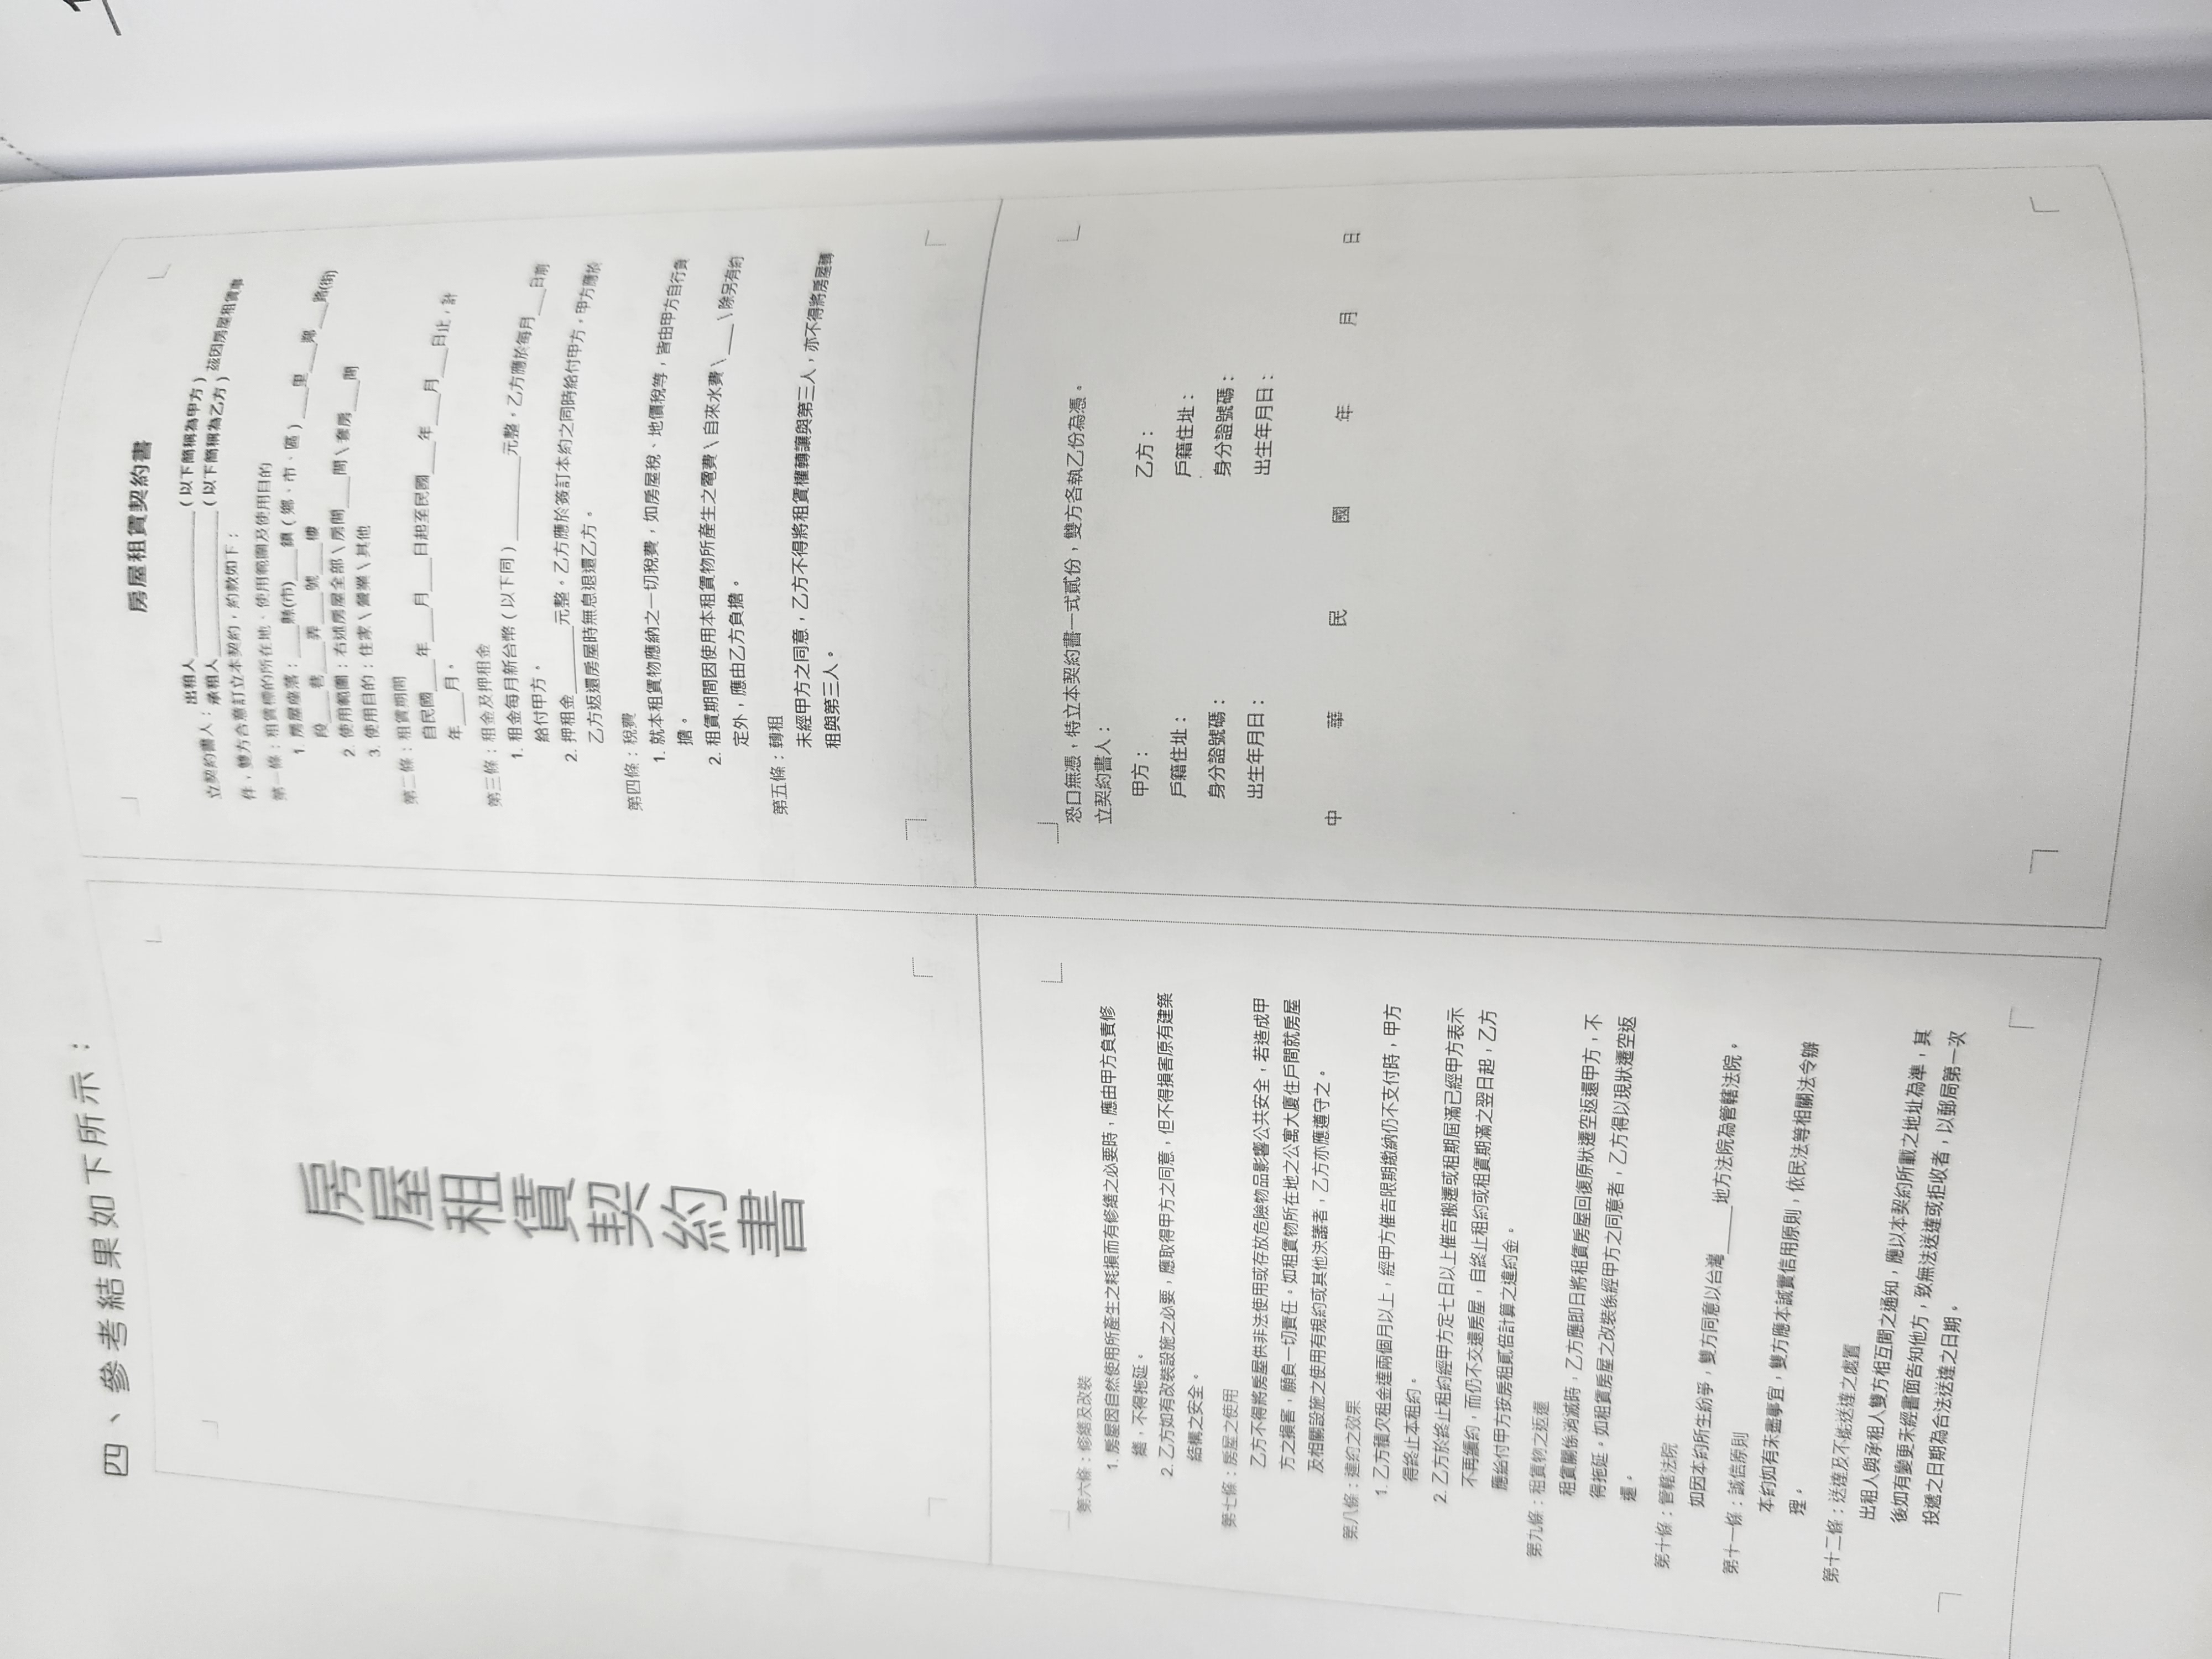 四、參考結果如下所示：
房屋租賃契約書
房屋租賃契約書
出租人＿＿＿＿＿＿＿＿（以下簡稱為甲方）
立契約書人：承租人＿＿＿＿＿＿＿＿（以下簡稱為乙方）茲因房屋租賃事
件，雙方合意訂立本契約，約款如下：
第一條：租賃標的所在地、使用範圍及使用目的
1. 房屋座落：＿＿縣(市)＿＿鎮（鄉、市、區）＿＿里＿＿鄰＿＿路(街)
段＿＿巷＿＿弄＿＿號＿＿樓
2. 使用範圍：右述房屋全部\房間＿＿間\套房＿＿間
3. 使用目的：住家\營業\其他
第二條：租賃期間
自民國＿＿年＿＿月＿＿日起至民國＿＿年＿＿月＿＿日止，計
年＿＿月。
第三條：租金及押租金
1. 租金每月新台幣（以下同）＿＿＿＿＿元整，乙方應於每月＿＿日前
給付甲方。
2. 押租金＿＿＿＿元整。乙方應於簽訂本約之同時給付甲方，甲方應於
乙方返還房屋時無息退還乙方。
第四條：稅費
1. 就本租賃物應納之一切稅費，如房屋稅、地價稅等，皆由甲方自行負
擔。
2. 租賃期間因使用本租賃物所產生之電費\自來水費\＿＿\除另有約
定外，應由乙方負擔。
第五條：轉租
未經甲方之同意，乙方不得將租賃權轉讓與第三人，亦不得將房屋轉
租與第三人。
第六條：修繕及改裝
1. 房屋因自然使用所產生之耗損而有修繕之必要時，應由甲方負責修
繕，不得拖延。
2. 乙方如有改裝設施之必要，應取得甲方之同意，但不得損害原有建築
結構之安全。
第七條：房屋之使用
乙方不得將房屋供非法使用或存放危險物品影響公共安全，若造成甲
方之損害，願負一切責任。如租賃物所在地之公寓大廈住戶間就房屋
及相關設施之使用有規約或其他決議者，乙方亦應遵守之。
第八條：違約之效果
1. 乙方積欠租金達兩個月以上，經甲方催告限期繳納仍不支付時，甲方
得終止本租約。
2. 乙方於終止租約經甲方定七日以上催告搬遷或租期屆滿已經甲方表示
不再續約，而仍不交還房屋，自終止租約或租賃期滿之翌日起，乙方
應給付甲方按房租貳倍計算之違約金。
第九條：租賃物之返還
租賃關係消滅時，乙方應即日將租賃房屋回復原狀遷空返還甲方，不
得拖延。如租賃房屋之改裝係經甲方之同意者，乙方得以現狀遷空返
還。
第十條：管轄法院
如因本約所生紛爭，雙方同意以台灣＿＿＿地方法院為管轄法院。
第十一條：誠信原則
本約如有未盡事宜，雙方應本誠實信用原則，依民法等相關法令辦
理。
第十二條：送達及不能送達之處置
出租人與承租人雙方相互間之通知，應以本契約所載之地址為準，其
後如有變更未經書面告知他方，致無法送達或拒收者，以郵局第一次
投遞之日期為合法送達之日期。
恐口無憑，特立本契約書一式貳份，雙方各執乙份為憑。
立契約書人：
甲方： 乙方：
戶籍住址： 戶籍住址：
身分證號碼： 身分證號碼：
出生年月日： 出生年月日：
中 華 民 國 年 月 日